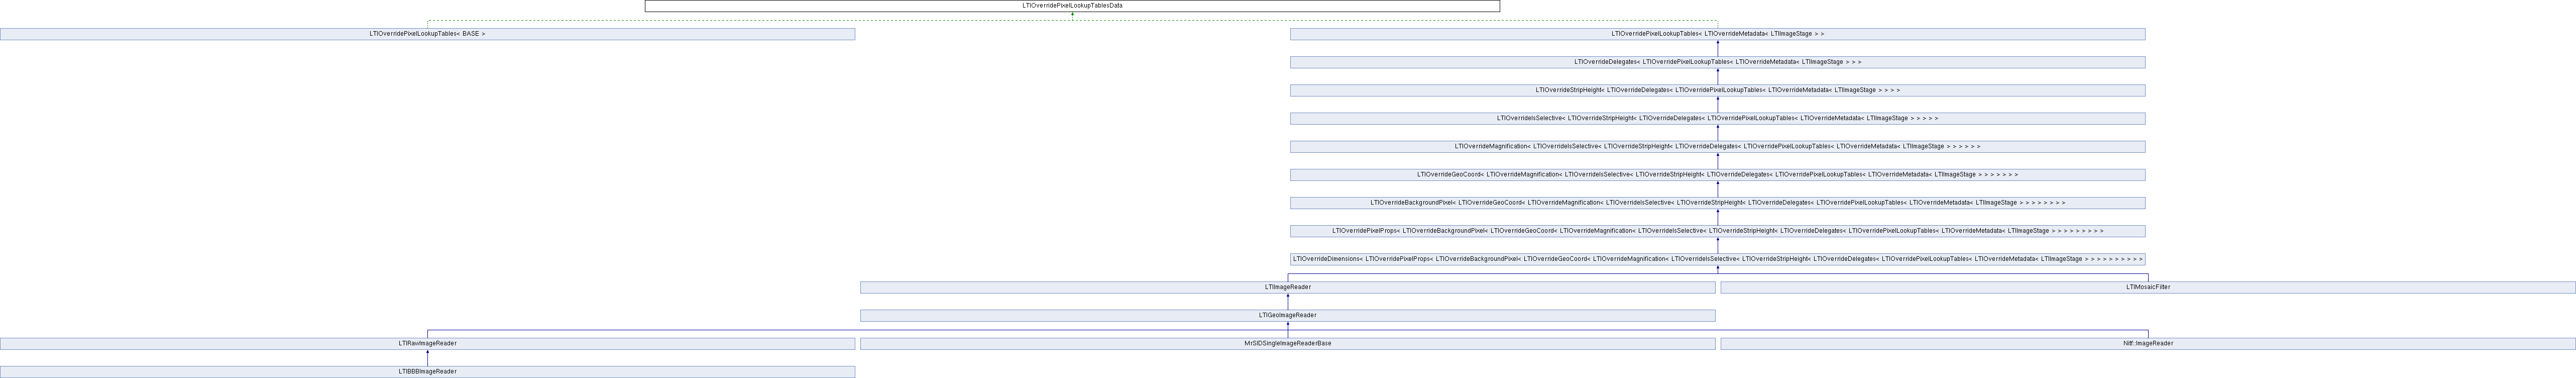 LTIOverridePixelLookupTablesData
LTIOverridePixelLookupTables< BASE >
LTIOverridePixelLookupTables< LTIOverrideMetadata< LTIImageStage > >
LTIOverrideDelegates< LTIOverridePixelLookupTables< LTIOverrideMetadata< LTIImageStage > > >
LTIOverrideStripHeight< LTIOverrideDelegates< LTIOverridePixelLookupTables< LTIOverrideMetadata< LTIImageStage > > > >
LTIOverrideIsSelective< LTIOverrideStripHeight< LTIOverrideDelegates< LTIOverridePixelLookupTables< LTIOverrideMetadata< LTIImageStage > > > > >
LTIOverrideMagnification< LTIOverrideIsSelective< LTIOverrideStripHeight< LTIOverrideDelegates< LTIOverridePixelLookupTables< LTIOverrideMetadata< LTIImageStage > > > > > >
LTIOverrideGeoCoord< LTIOverrideMagnification< LTIOverrideIsSelective< LTIOverrideStripHeight< LTIOverrideDelegates< LTIOverridePixelLookupTables< LTIOverrideMetadata< LTIImageStage > > > > > > >
LTIOverrideBackgroundPixel< LTIOverrideGeoCoord< LTIOverrideMagnification< LTIOverrideIsSelective< LTIOverrideStripHeight< LTIOverrideDelegates< LTIOverridePixelLookupTables< LTIOverrideMetadata< LTIImageStage > > > > > > > >
LTIOverridePixelProps< LTIOverrideBackgroundPixel< LTIOverrideGeoCoord< LTIOverrideMagnification< LTIOverrideIsSelective< LTIOverrideStripHeight< LTIOverrideDelegates< LTIOverridePixelLookupTables< LTIOverrideMetadata< LTIImageStage > > > > > > > > >
LTIOverrideDimensions< LTIOverridePixelProps< LTIOverrideBackgroundPixel< LTIOverrideGeoCoord< LTIOverrideMagnification< LTIOverrideIsSelective< LTIOverrideStripHeight< LTIOverrideDelegates< LTIOverridePixelLookupTables< LTIOverrideMetadata< LTIImageStage > > > > > > > > > >
LTIImageReader
LTIMosaicFilter
LTIGeoImageReader
LTIRawImageReader
MrSIDSingleImageReaderBase
Nitf::ImageReader
LTIBBBImageReader